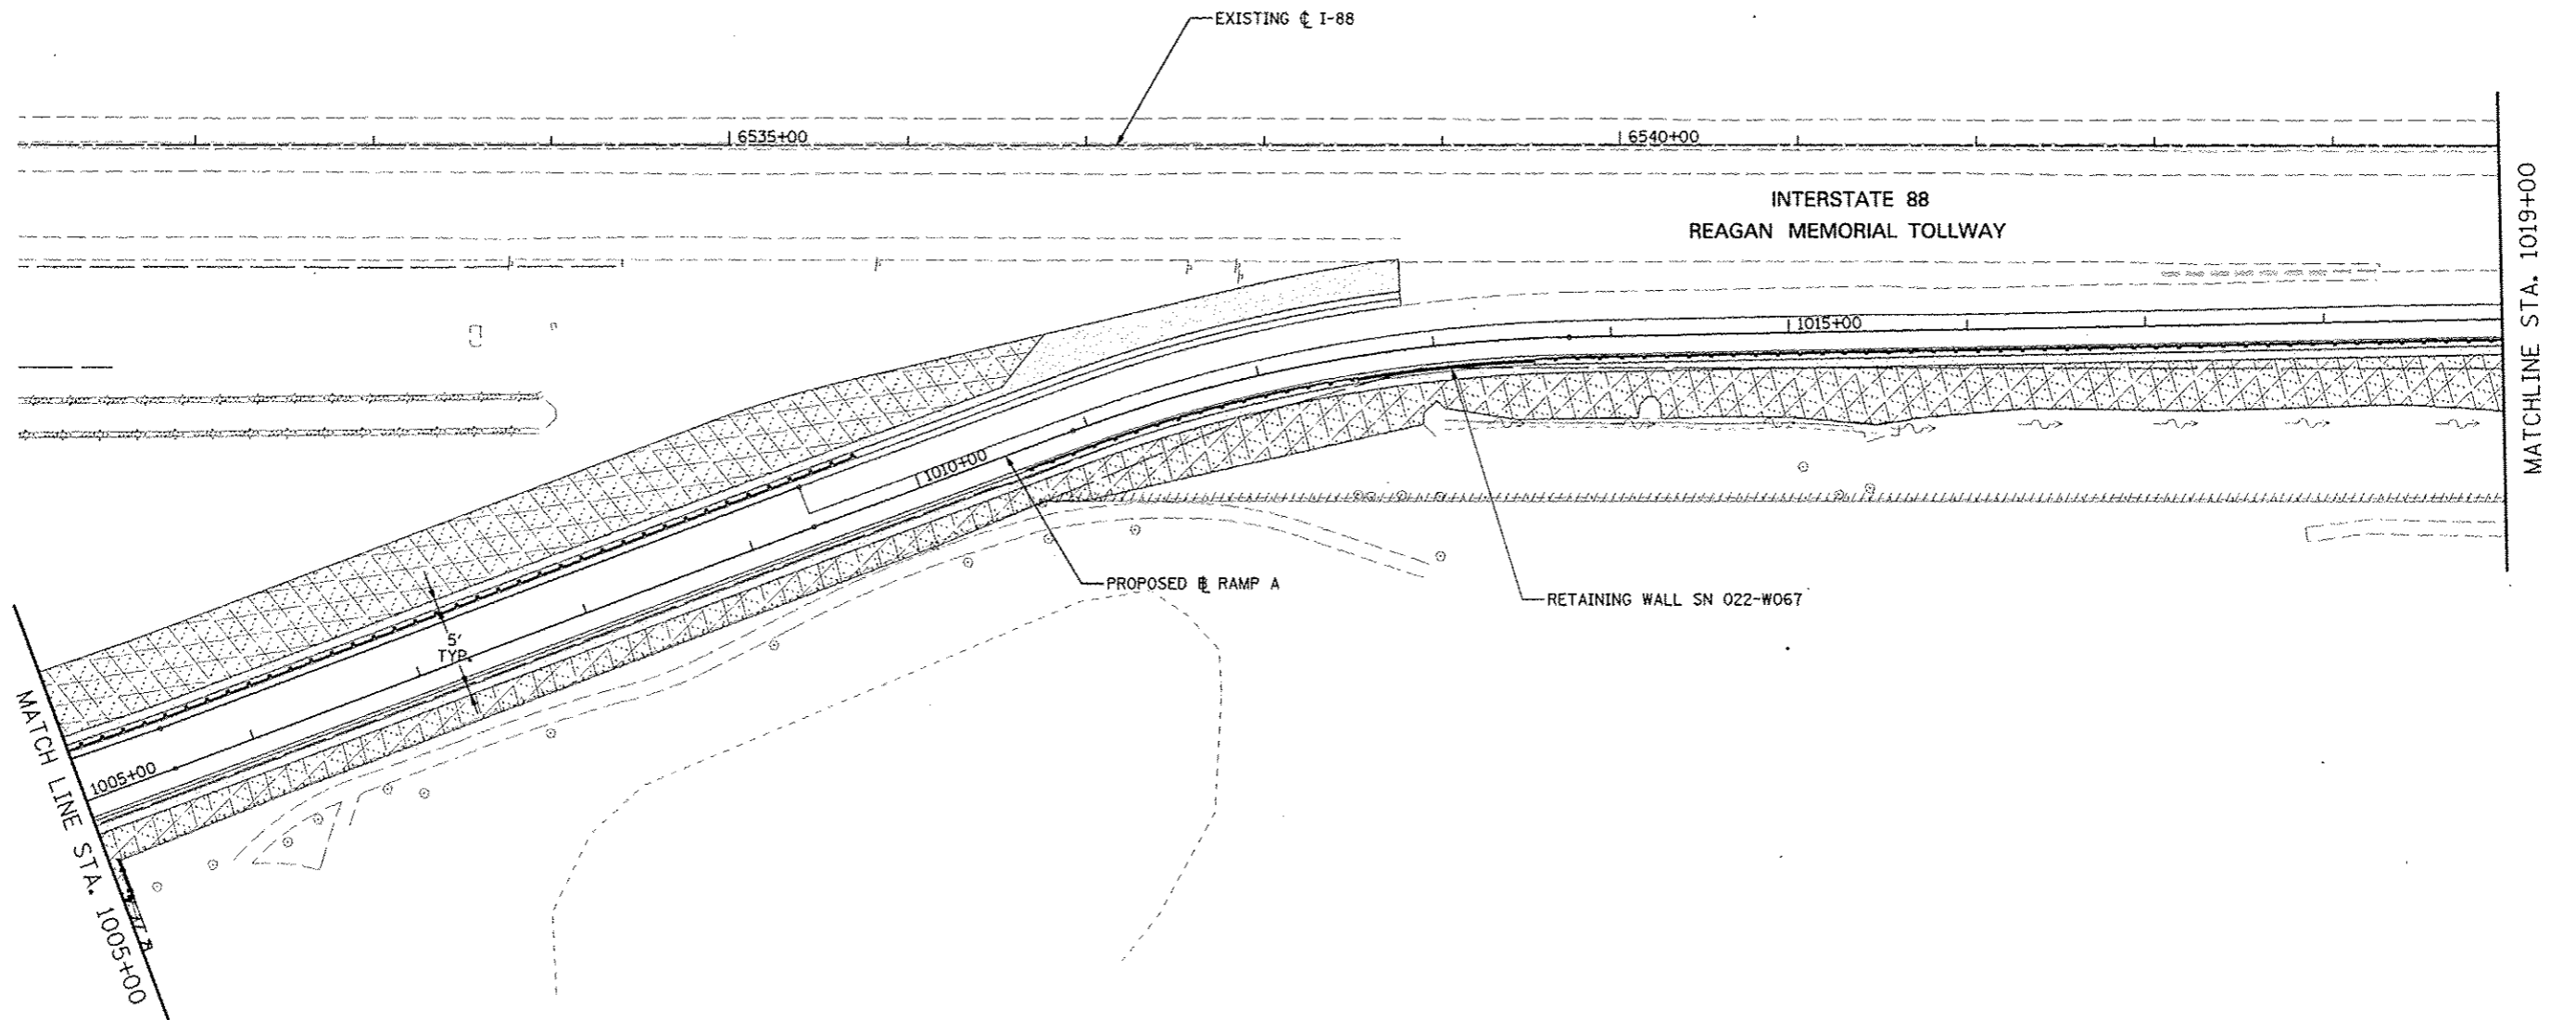 EXISTING ℄ I-88
6535+00
6540+00
INTERSTATE 88
REAGAN MEMORIAL TOLLWAY
MATCHLINE STA. 1019+00
1015+00
1010+00
PROPOSED ℄ RAMP A
RETAINING WALL SN 022-W067
5'
TYP.
1005+00
MATCH LINE STA. 1005+00